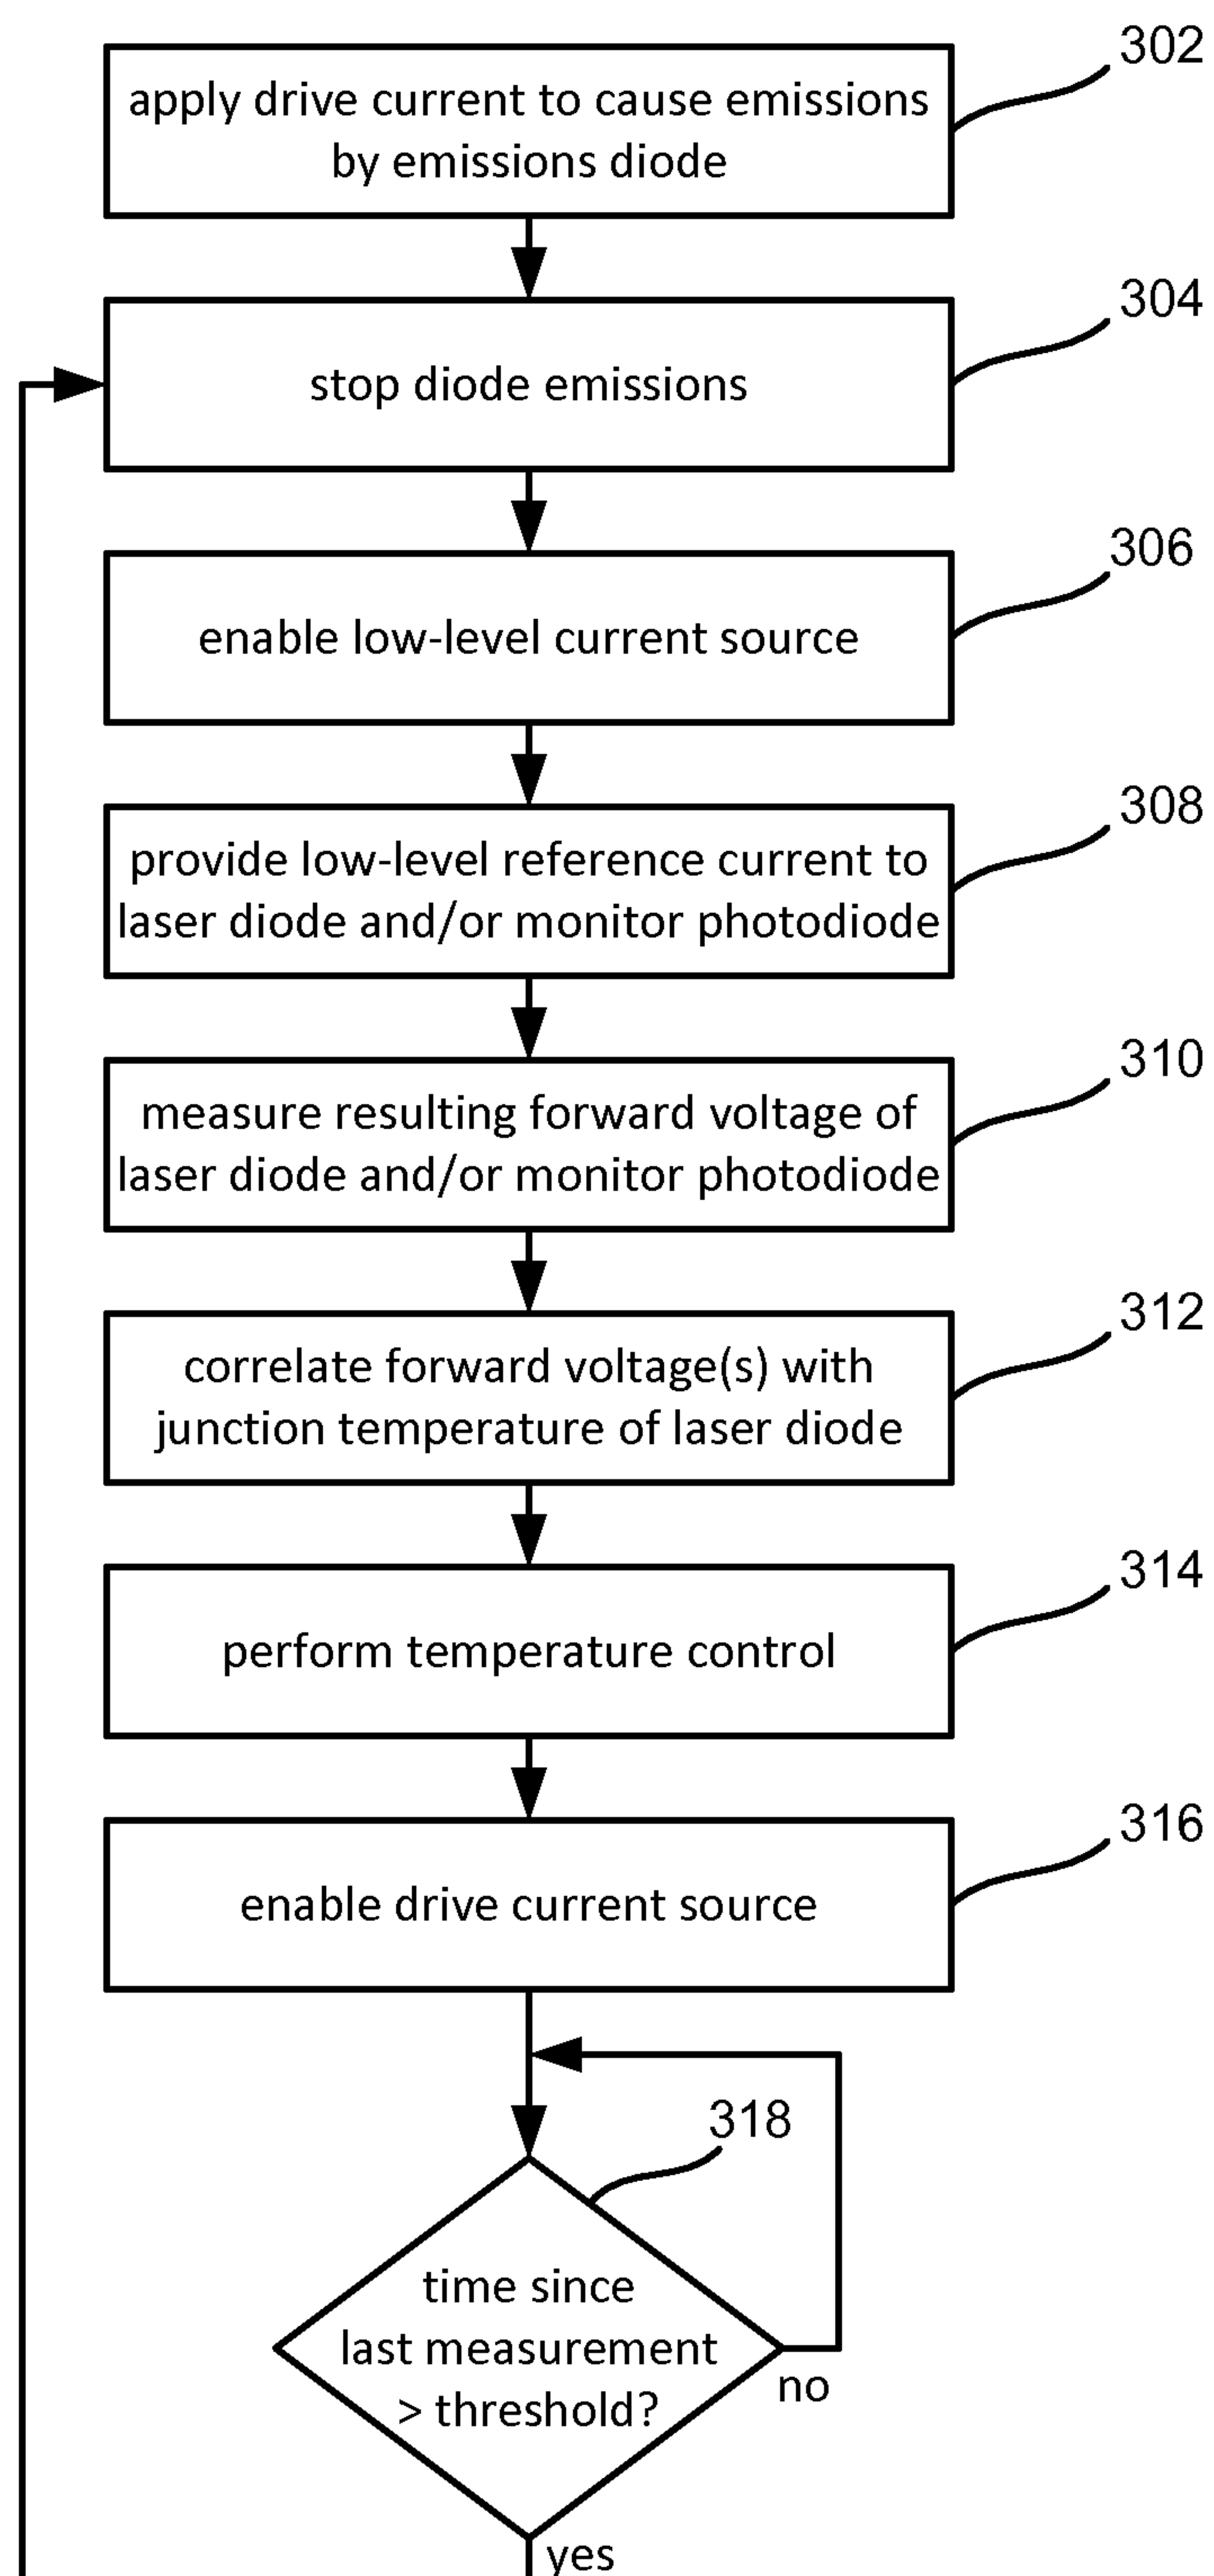 302
apply drive current to cause emissions
by emissions diode
304
stop diode emissions
306
enable low-level current source
308
provide low-level reference current to
laser diode and/or monitor photodiode
310
measure resulting forward voltage of
laser diode and/or monitor photodiode
312
correlate forward voltage(s) with
junction temperature of laser diode
314
perform temperature control
316
enable drive current source
318
time since
last measurement
> threshold?
no
yes